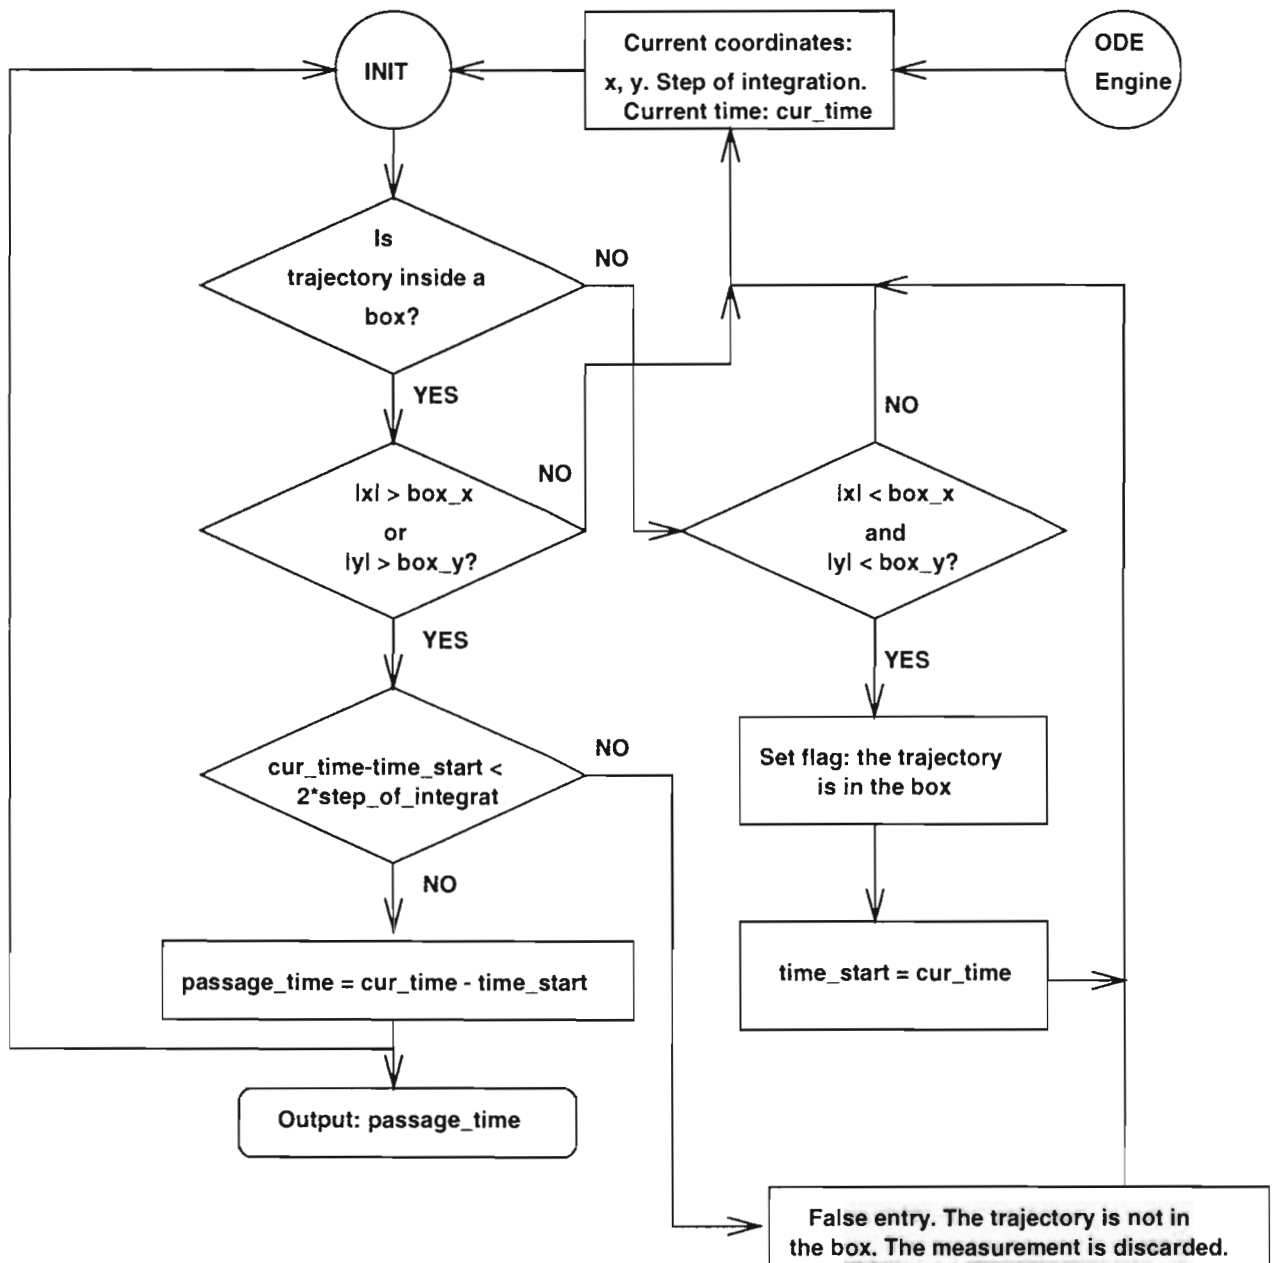 INIT
Current coordinates:
x, y. Step of integration.
Current time: cur_time
ODE
Engine
Is
trajectory inside a
box?
NO
YES
|x| > box_x
or
|y| > box_y?
NO
YES
|x| < box_x
and
|y| < box_y?
NO
YES
cur_time-time_start <
2*step_of_integrat
NO
NO
Set flag: the trajectory
is in the box
time_start = cur_time
passage_time = cur_time - time_start
Output: passage_time
False entry. The trajectory is not in
the box. The measurement is discarded.